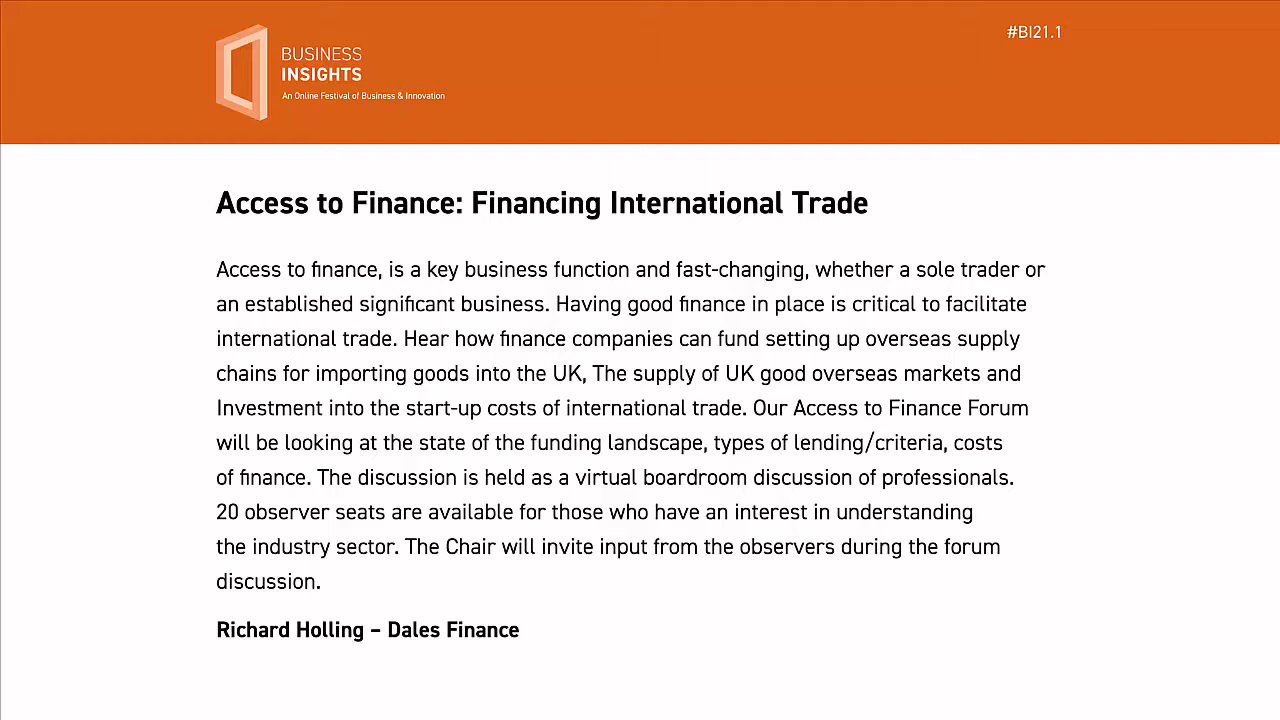 BUSINESS
INSIGHTS
An Online Festival of Business & Innovation
#BI21.1
Access to Finance: Financing International Trade
Access to finance, is a key business function and fast-changing, whether a sole trader or
an established significant business. Having good finance in place is critical to facilitate
international trade. Hear how finance companies can fund setting up overseas supply
chains for importing goods into the UK, The supply of UK good overseas markets and
Investment into the start-up costs of international trade. Our Access to Finance Forum
will be looking at the state of the funding landscape, types of lending/criteria, costs
of finance. The discussion is held as a virtual boardroom discussion of professionals.
20 observer seats are available for those who have an interest in understanding
the industry sector. The Chair will invite input from the observers during the forum
discussion.
Richard Holling – Dales Finance